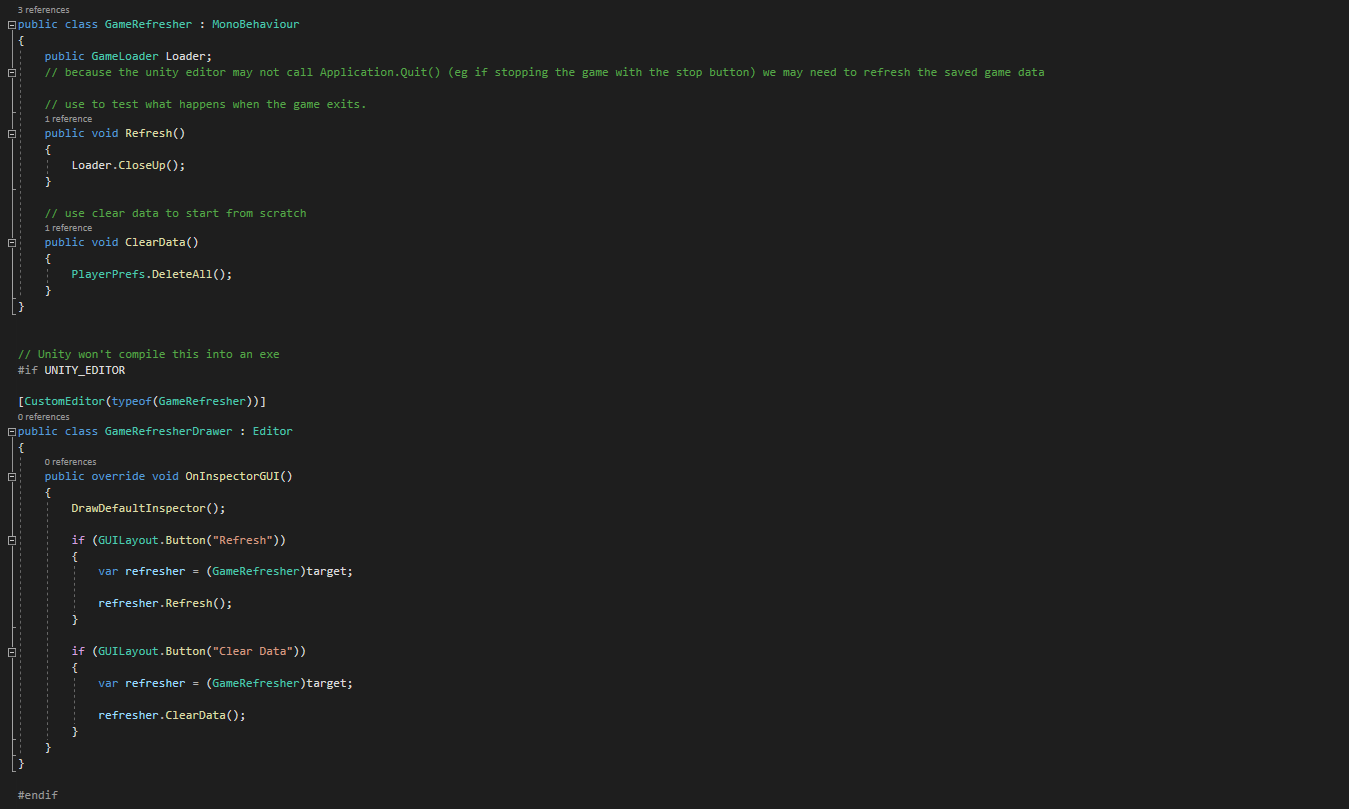 3 references
public class GameRefresher : MonoBehaviour
{
public GameLoader Loader;
// because the unity editor may not call Application.Quit() (eg if stopping the game with the stop button) we may need to refresh the saved game data
// use to test what happens when the game exits.
1 reference
public void Refresh()
{
Loader.CloseUp();
}
// use clear data to start from scratch
1 reference
public void ClearData()
{
PlayerPrefs.DeleteAll();
}
}
// Unity won't compile this into an exe
#if UNITY_EDITOR
[CustomEditor(typeof(GameRefresher))]
0 references
public class GameRefresherDrawer : Editor
{
0 references
public override void OnInspectorGUI()
{
DrawDefaultInspector();
if (GUILayout.Button("Refresh"))
{
var refresher = (GameRefresher)target;
refresher.Refresh();
}
if (GUILayout.Button("Clear Data"))
{
var refresher = (GameRefresher)target;
refresher.ClearData();
}
}
}
#endif